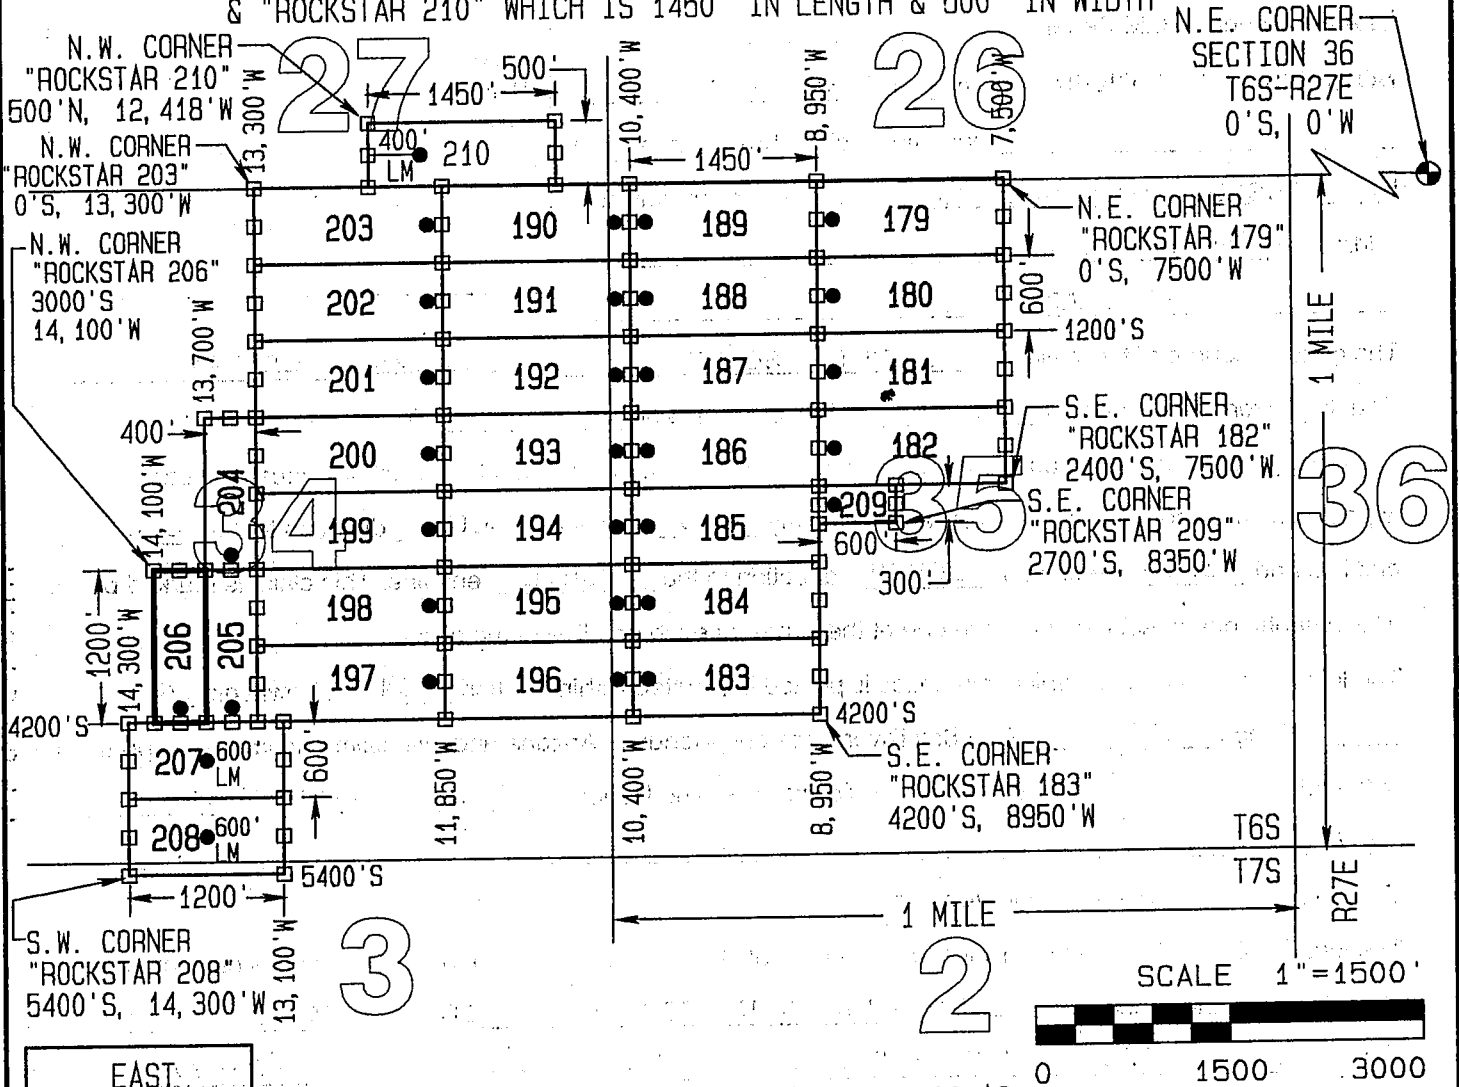 & "ROCKSTAR 210" WHICH IS 1450' IN LENGTH & 500' IN WIDTH
N.W. CORNER
"ROCKSTAR 210"
500'N, 12,418'W
N.W. CORNER
"ROCKSTAR 203"
0'S, 13,300'W
N.W. CORNER
"ROCKSTAR 206"
3000'S
14,100'W
27
26
N.E. CORNER
SECTION 36
T6S-R27E
0'S, 0'W
13,300'W
1450'
500'
10,400'W
8,950'W
7,500'W
400'
LM
210
1450'
203
190
189
179
N.E. CORNER
"ROCKSTAR 179"
0'S, 7500'W
202
191
188
180
600'
1200'S
1 MILE
13,700'W
201
192
187
181
400'
200
193
186
182
S.E. CORNER
"ROCKSTAR 182"
2400'S, 7500'W
14,100'W
204
34
199
194
185
209
35
36
600'
300'
S.E. CORNER
"ROCKSTAR 209"
2700'S, 8350'W
1200'
14,300'W
206
205
198
195
184
197
196
183
4200'S
4200'S
207
600'
LM
600'
208
600'
LM
11,850'W
10,400'W
8,950'W
S.E. CORNER
"ROCKSTAR 183"
4200'S, 8950'W
T6S
T7S
R27E
5400'S
1200'
13,100'W
1 MILE
S.W. CORNER
"ROCKSTAR 208"
5400'S, 14,300'W
3
2
SCALE 1"=1500'
0 1500 3000
EAST